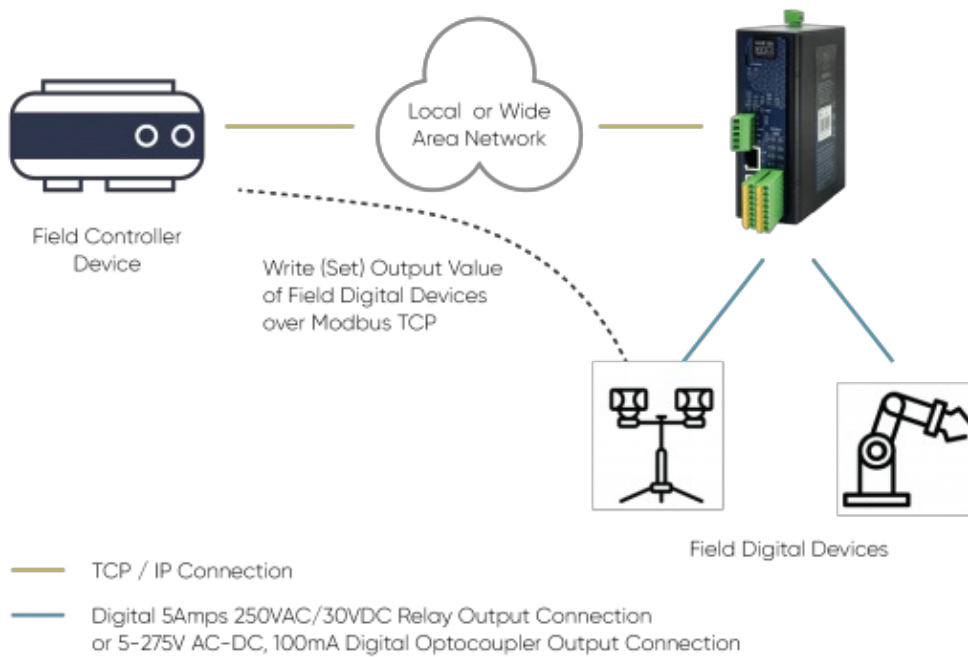 Local or Wide
Area Network
Field Controller
Device
Write (Set) Output Value
of Field Digital Devices
over Modbus TCP
Field Digital Devices
TCP / IP Connection
Digital 5Amps 250VAC/30VDC Relay Output Connection
or 5-275V AC-DC, 100mA Digital Optocoupler Output Connection